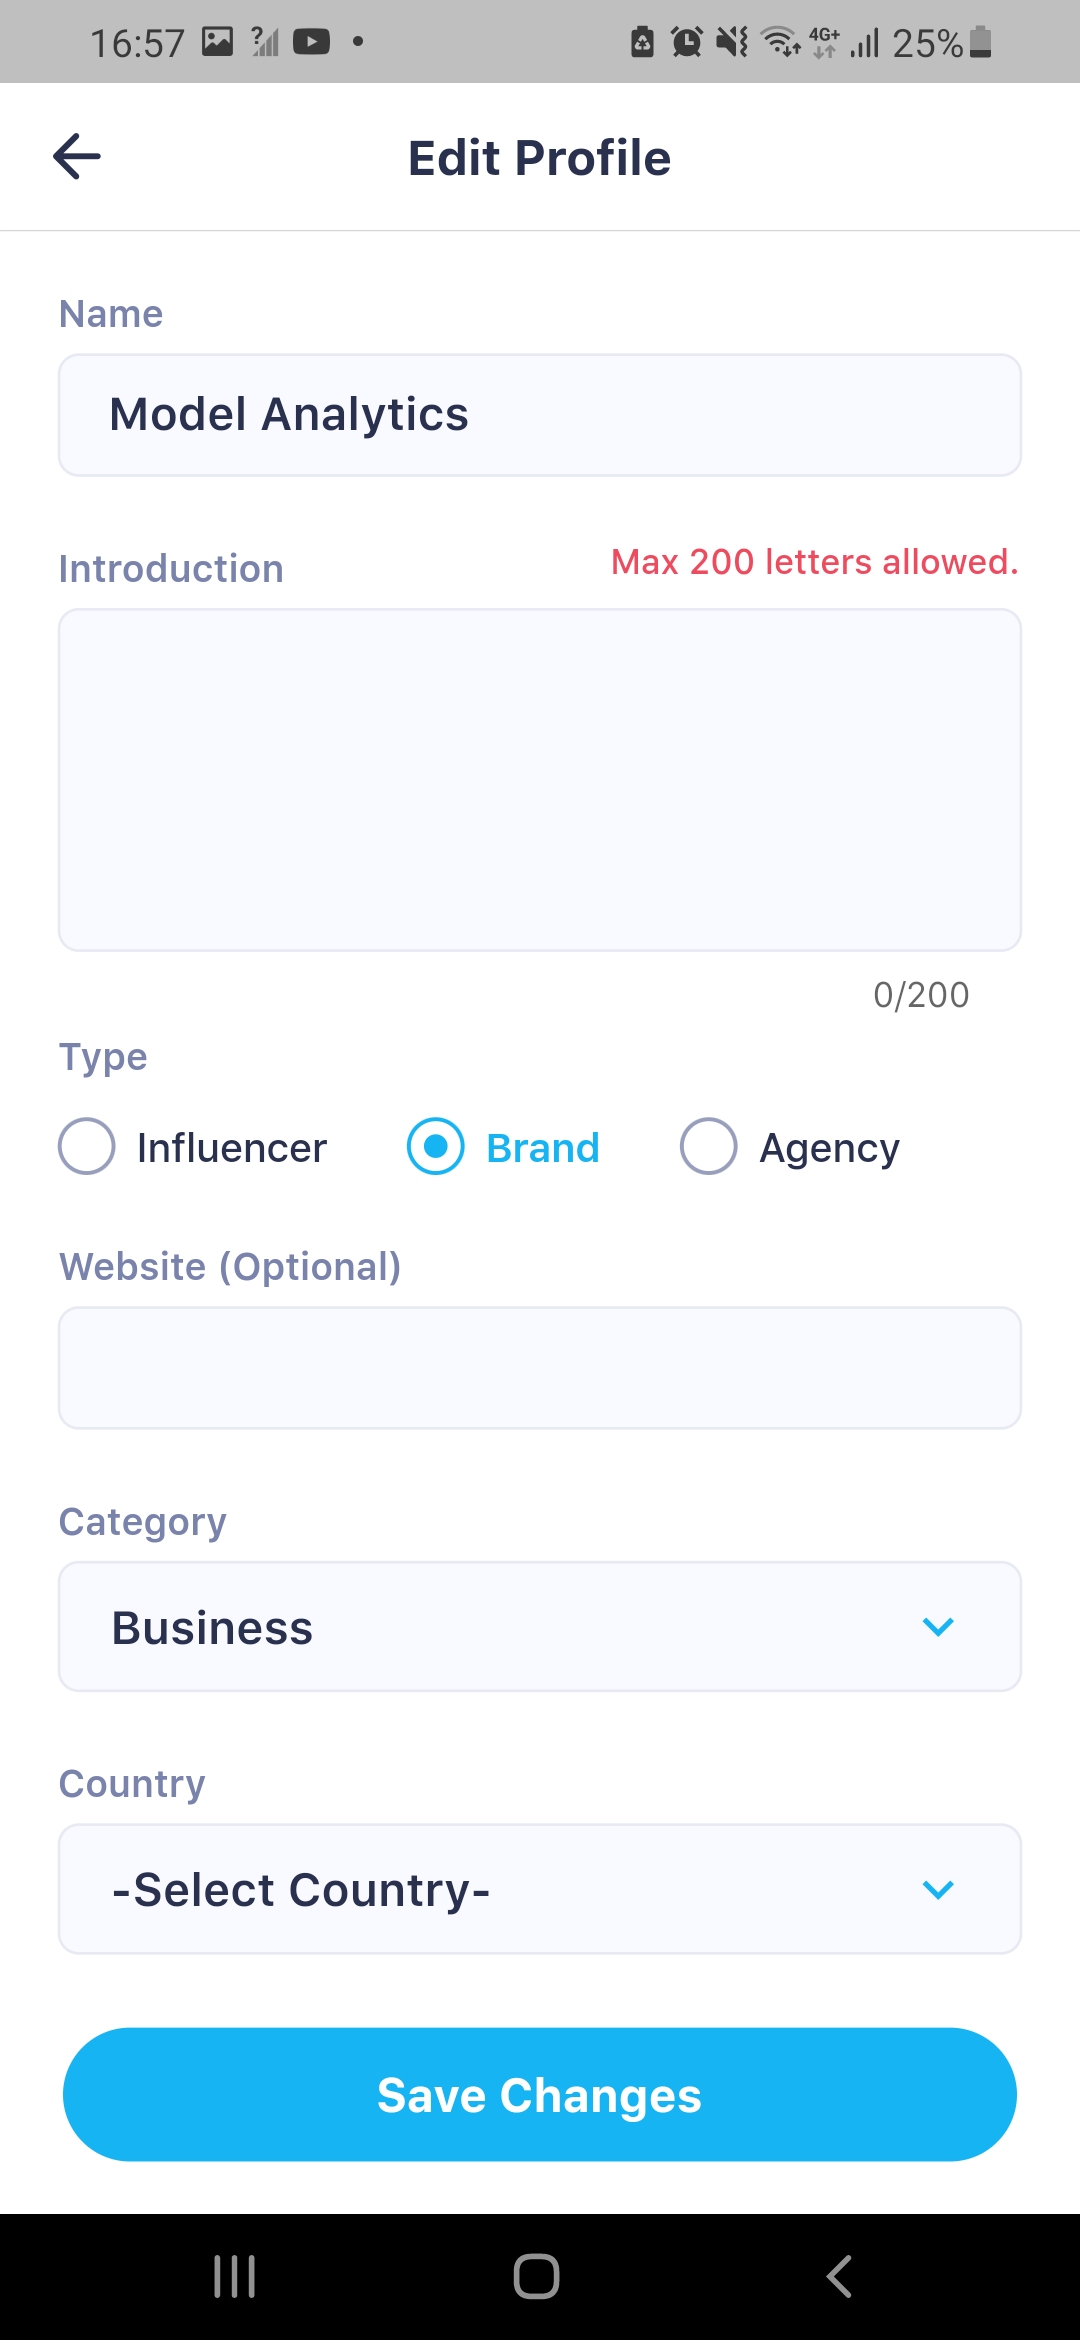 16:57 ? 4G+ 25%
Edit Profile
Name
Model Analytics
Introduction Max 200 letters allowed.
0/200
Type
Influencer Brand Agency
Website (Optional)
Category
Business
Country
-Select Country-
Save Changes